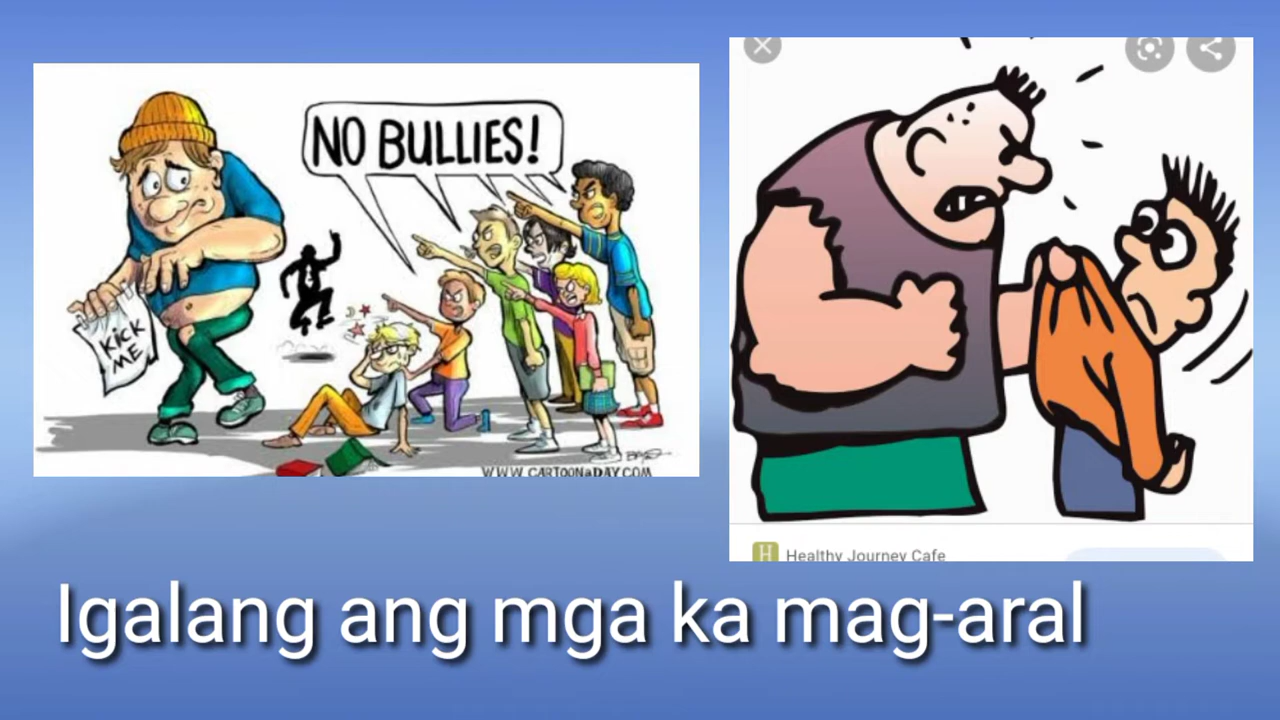 NO BULLIES!
KICK
ME
WWW.CARTOONaDAY.COM
H
Healthy Journey Cafe
Igalang ang mga ka mag-aral